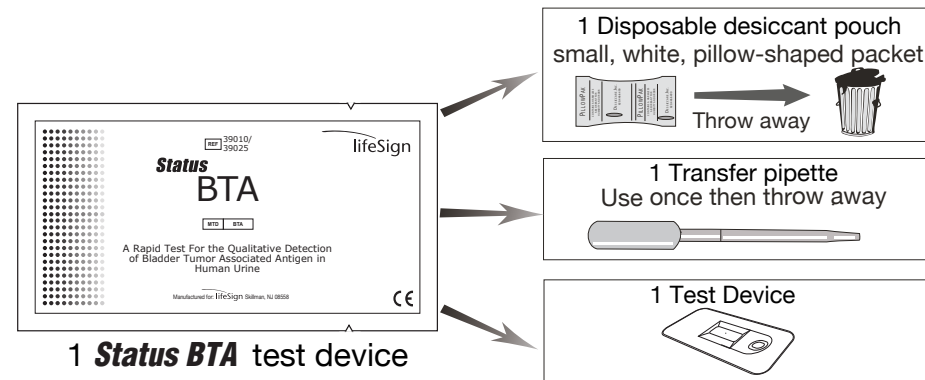 1 Disposable desiccant pouch
small, white, pillow-shaped packet
PILLOWPAK
PILLOWPAK
Throw away
REF 39010/
39025
lifeSign
Status
BTA
MTD BTA
A Rapid Test For the Qualitative Detection
of Bladder Tumor Associated Antigen in
Human Urine
Manufactured for: lifeSign Skillman, NJ 08558
CE
1 Status BTA test device
1 Transfer pipette
Use once then throw away
1 Test Device